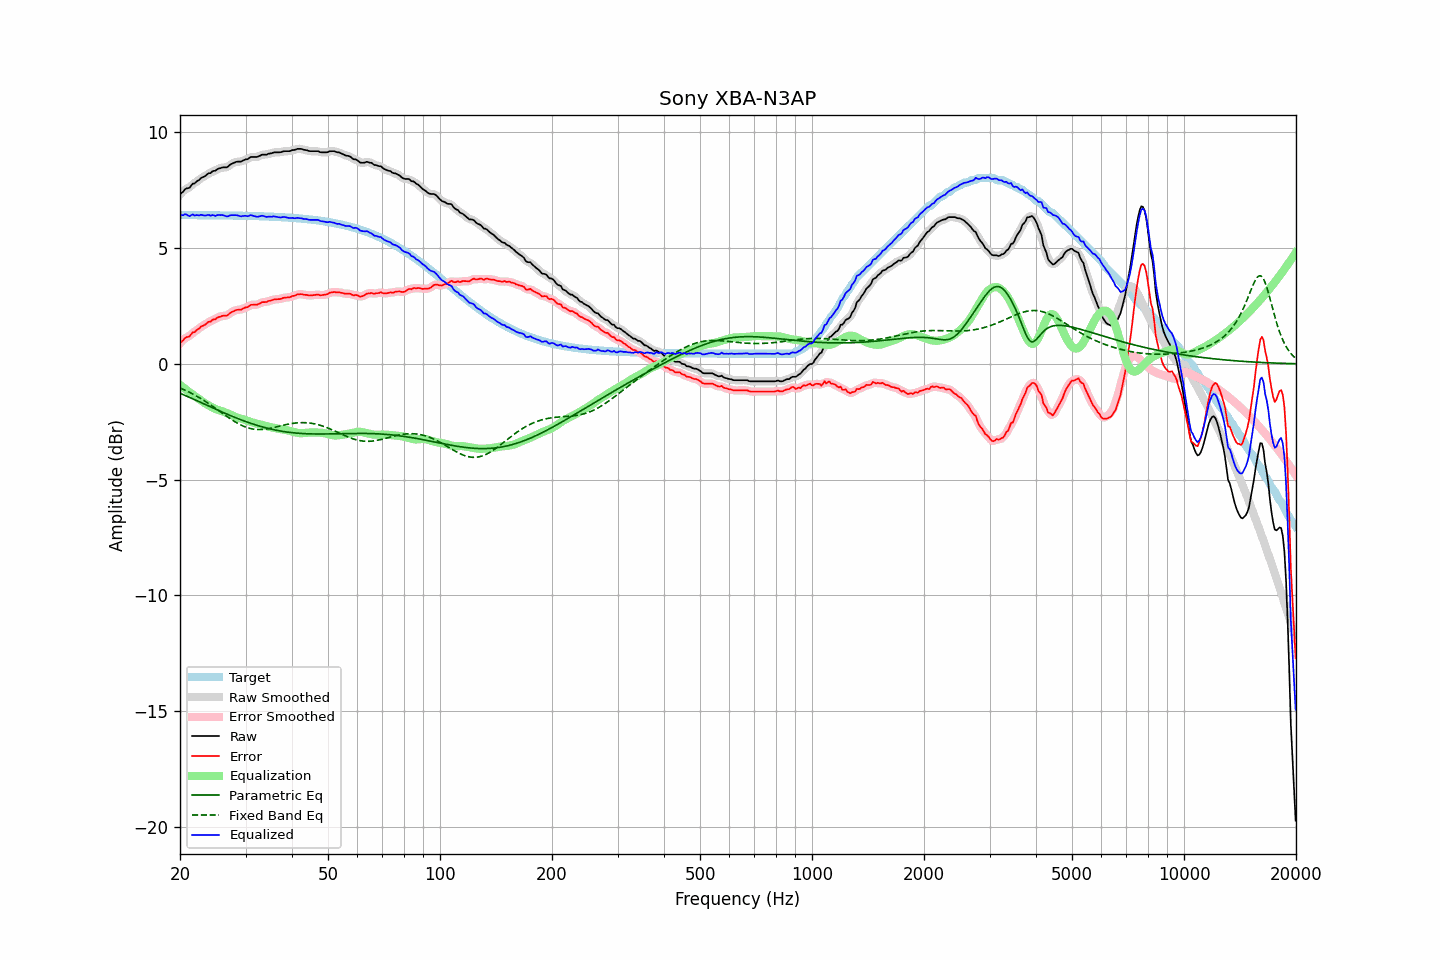 Sony XBA-N3AP
10
5
0
−5
−10
−15
−20
Amplitude (dBr)
Target
Raw Smoothed
Error Smoothed
Raw
Error
Equalization
Parametric Eq
Fixed Band Eq
Equalized
20 50 100 200 500 1000 2000 5000 10000 20000
Frequency (Hz)